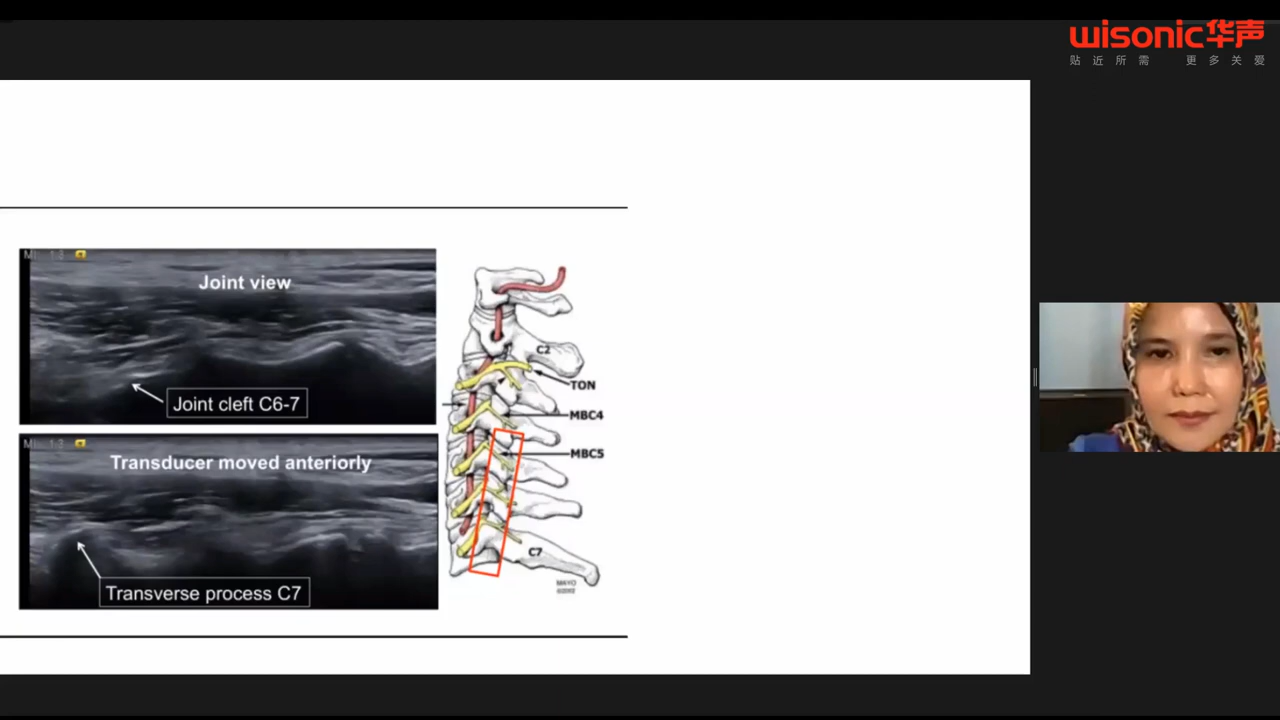 wisonic华声
贴近所需 更多关爱
Joint view
Joint cleft C6-7
Transducer moved anteriorly
Transverse process C7
C2
TON
MBC4
MBC5
C7
MAYO